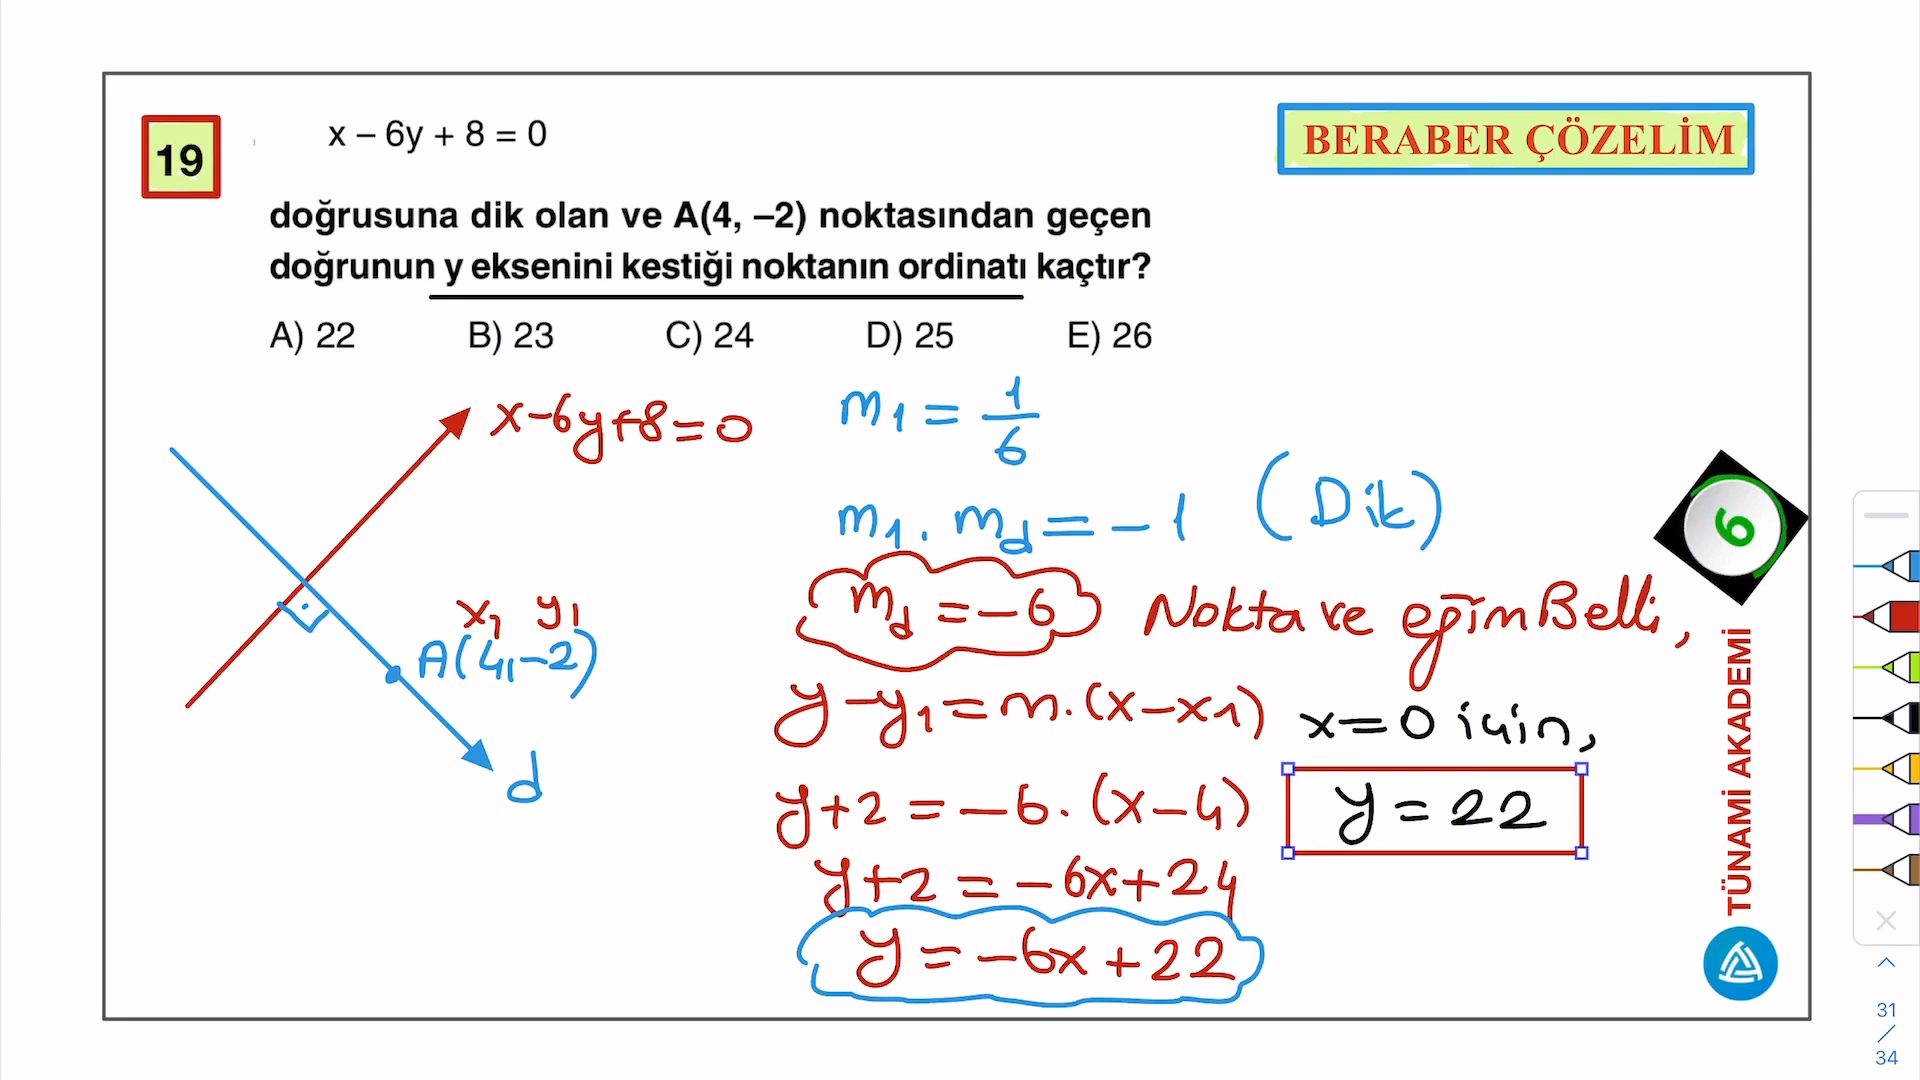 19
x – 6y + 8 = 0
BERABER ÇÖZELİM
doğrusuna dik olan ve A(4, –2) noktasından geçen
doğrunun y eksenini kestiği noktanın ordinatı kaçtır?
A) 22 B) 23 C) 24 D) 25 E) 26
x-6y+8=0
x₁ y₁
A(4,-2)
d
m₁ = 1/6
m₁ . m_d = -1 (Dik)
m_d = -6 Nokta ve eğim Belli,
y-y₁=m.(x-x₁) x=0 için,
y+2=-6.(x-4) y=22
y+2=-6x+24
y=-6x+22
6
TÜNAMİ AKADEMİ
31
/
34